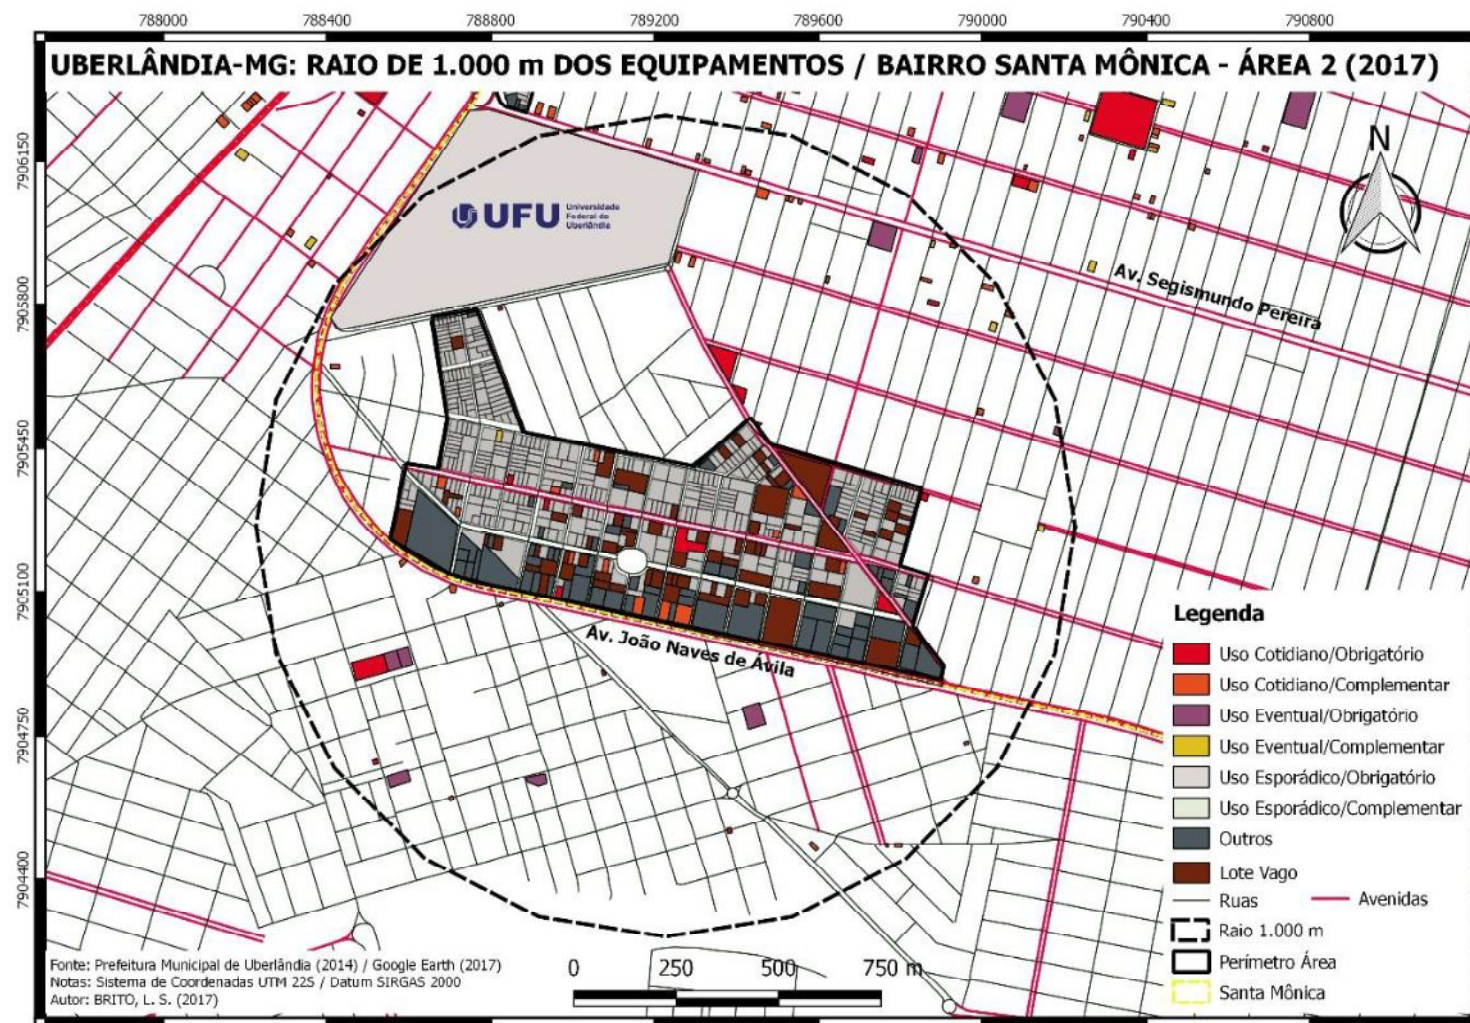 788000 788400 788800 789200 789600 790000 790400 790800
UBERLÂNDIA-MG: RAIO DE 1.000 m DOS EQUIPAMENTOS / BAIRRO SANTA MÔNICA - ÁREA 2 (2017)
7906150
7905800
7905450
7905100
7904750
7904400
N
UFU
Universidade
Federal de
Uberlândia
Av. Segismundo Pereira
Av. João Naves de Ávila
Legenda
Uso Cotidiano/Obrigatório
Uso Cotidiano/Complementar
Uso Eventual/Obrigatório
Uso Eventual/Complementar
Uso Esporádico/Obrigatório
Uso Esporádico/Complementar
Outros
Lote Vago
Ruas Avenidas
Raio 1.000 m
Perímetro Área
Santa Mônica
Fonte: Prefeitura Municipal de Uberlândia (2014) / Google Earth (2017)
Notas: Sistema de Coordenadas UTM 22S / Datum SIRGAS 2000
Autor: BRITO, L. S. (2017)
0 250 500 750 m